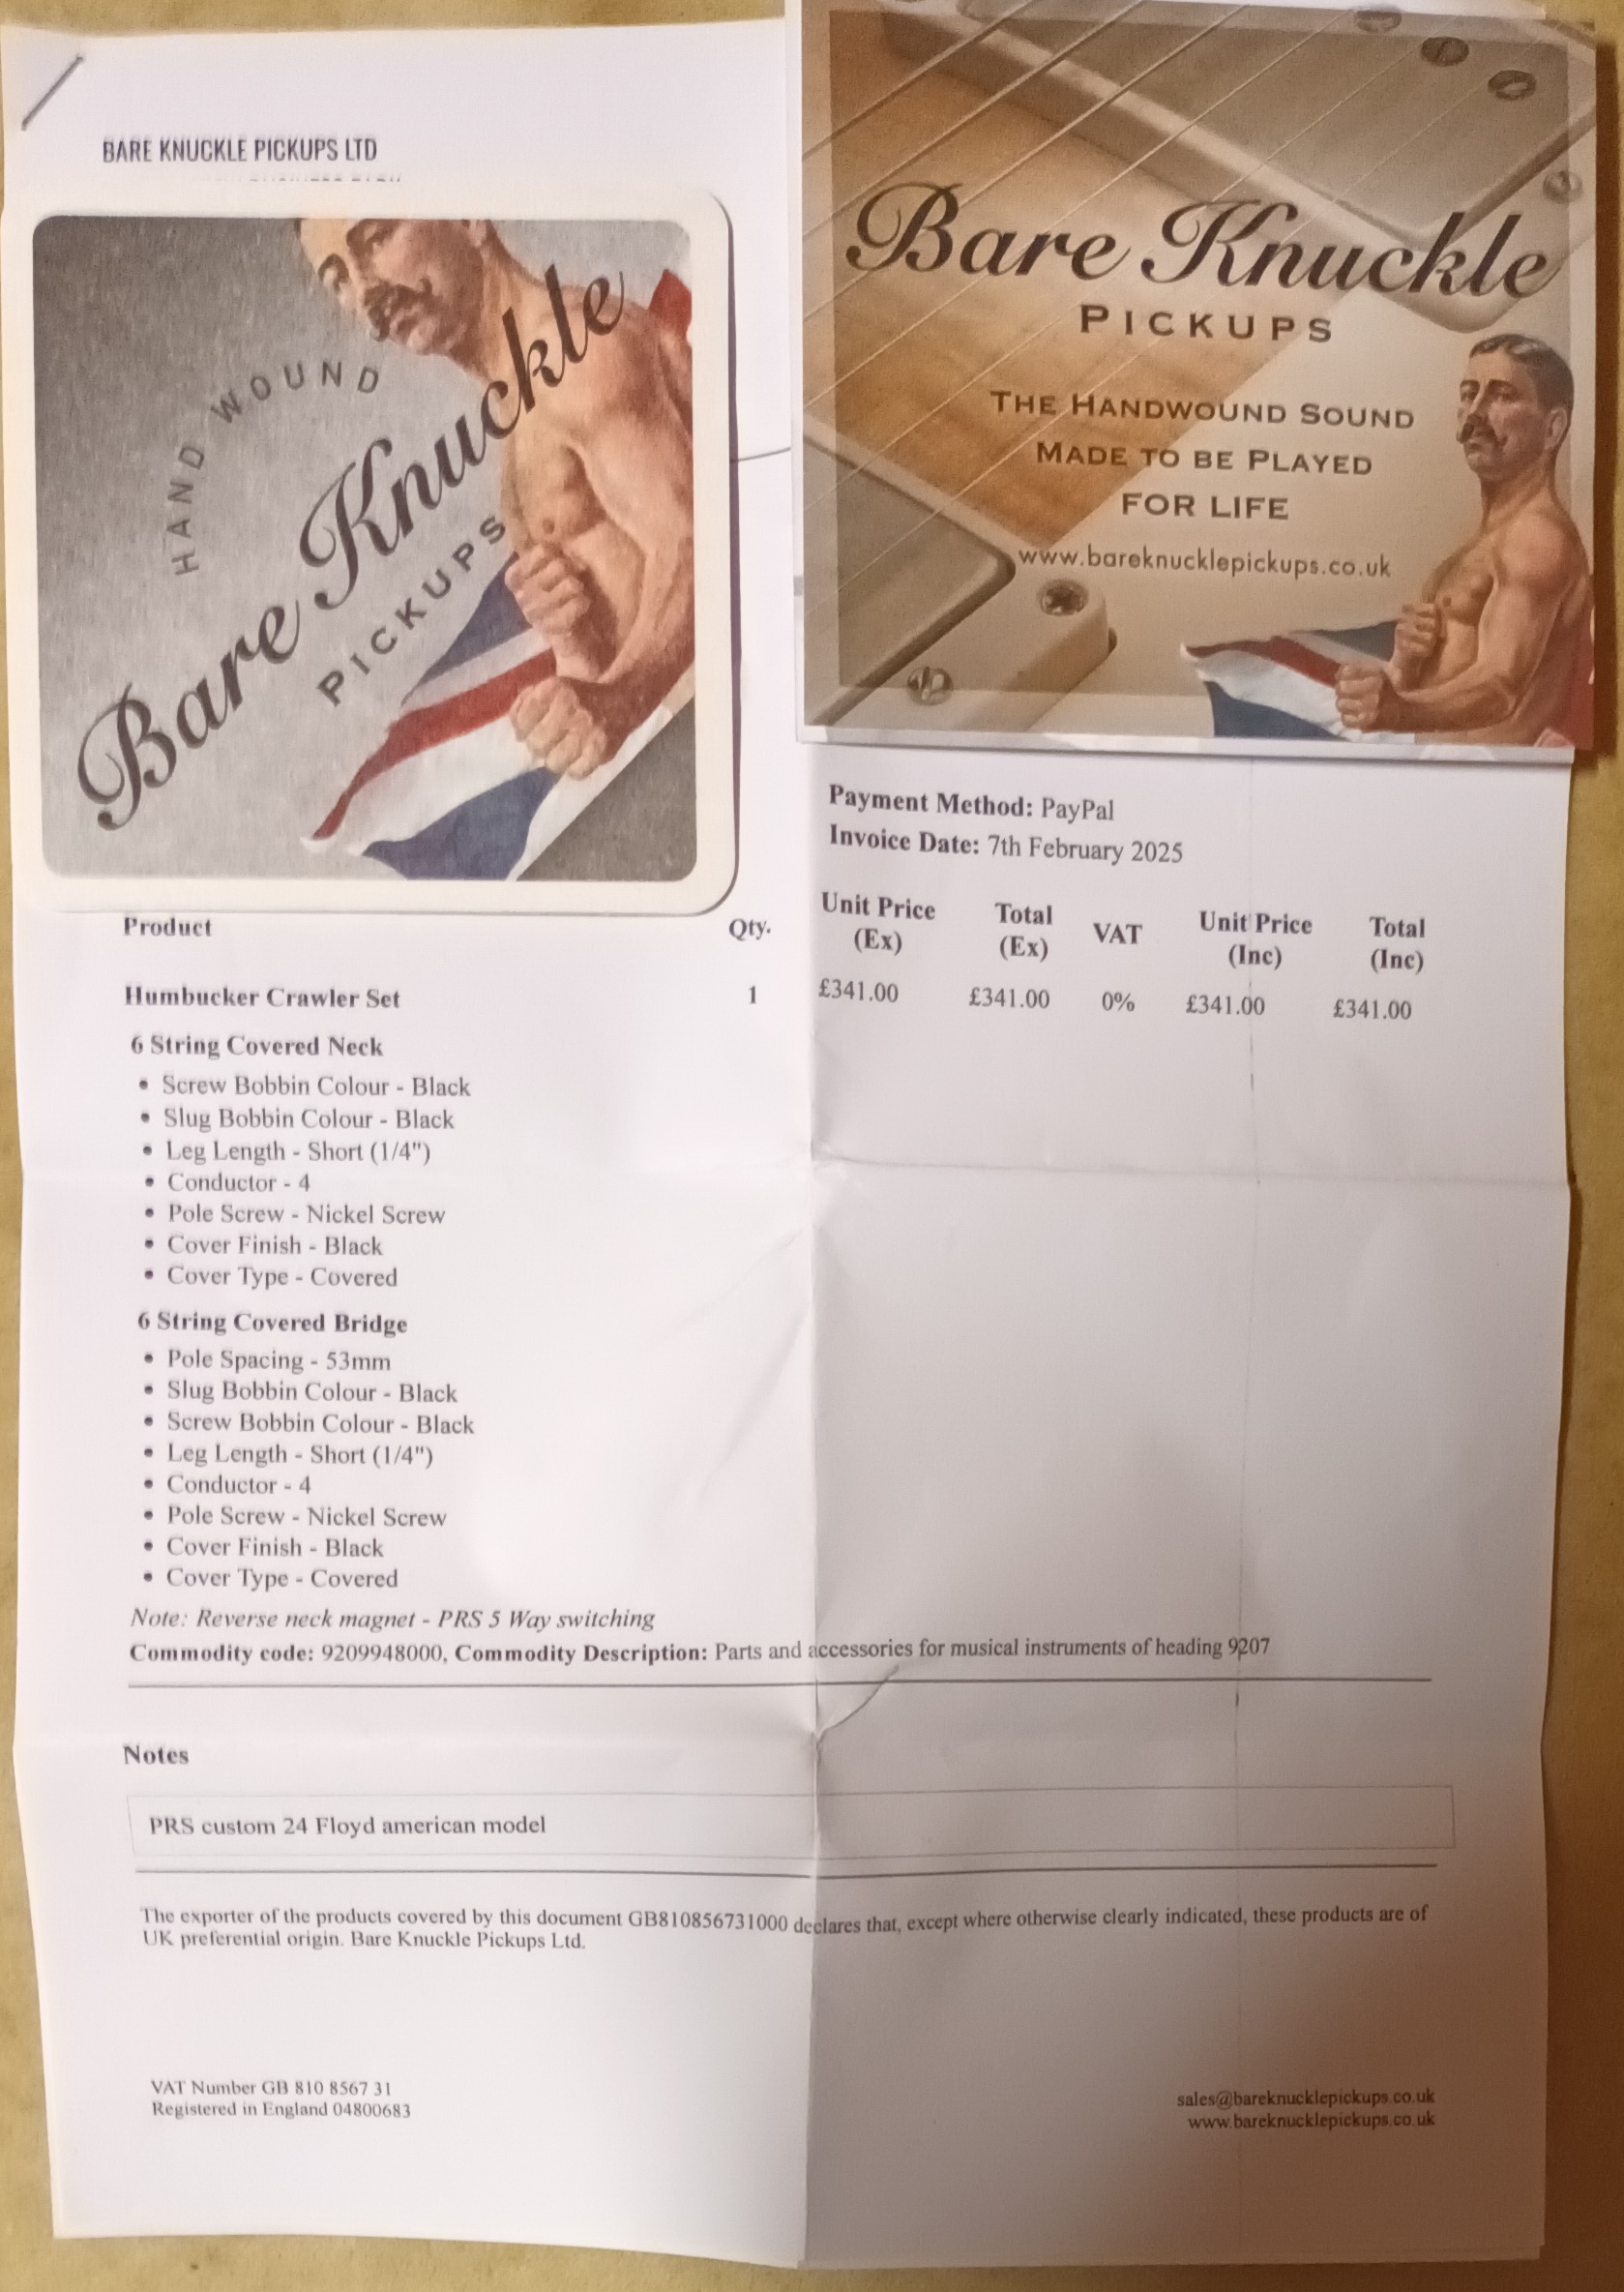 BARE KNUCKLE PICKUPS LTD
HAND WOUND
Bare Knuckle
PICKUPS
Bare Knuckle
PICKUPS
THE HANDWOUND SOUND
MADE TO BE PLAYED
FOR LIFE
www.bareknucklepickups.co.uk
Payment Method: PayPal
Invoice Date: 7th February 2025
Product Qty. Unit Price (Ex) Total (Ex) VAT Unit Price (Inc) Total (Inc)
Humbucker Crawler Set 1 £341.00 £341.00 0% £341.00 £341.00
6 String Covered Neck
• Screw Bobbin Colour - Black
• Slug Bobbin Colour - Black
• Leg Length - Short (1/4")
• Conductor - 4
• Pole Screw - Nickel Screw
• Cover Finish - Black
• Cover Type - Covered
6 String Covered Bridge
• Pole Spacing - 53mm
• Slug Bobbin Colour - Black
• Screw Bobbin Colour - Black
• Leg Length - Short (1/4")
• Conductor - 4
• Pole Screw - Nickel Screw
• Cover Finish - Black
• Cover Type - Covered
Note: Reverse neck magnet - PRS 5 Way switching
Commodity code: 9209948000, Commodity Description: Parts and accessories for musical instruments of heading 9207
Notes
PRS custom 24 Floyd american model
The exporter of the products covered by this document GB810856731000 declares that, except where otherwise clearly indicated, these products are of
UK preferential origin. Bare Knuckle Pickups Ltd.
VAT Number GB 810 8567 31
Registered in England 04800683
sales@bareknucklepickups.co.uk
www.bareknucklepickups.co.uk